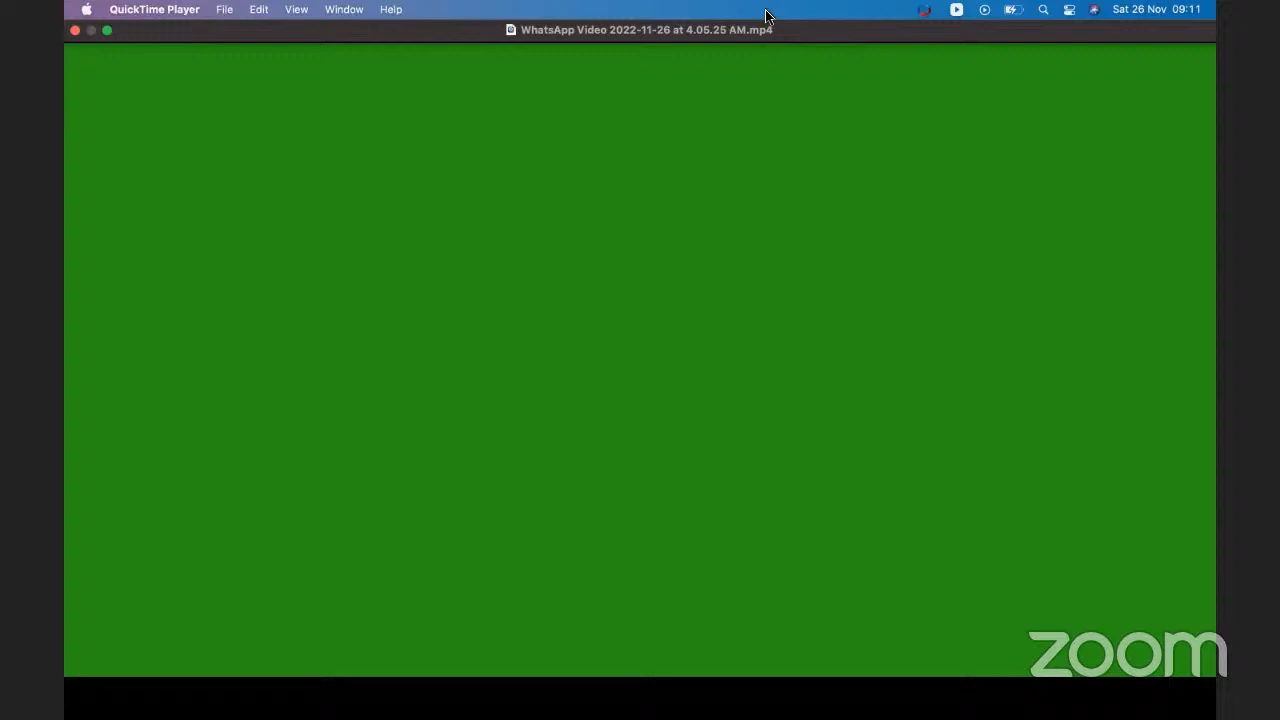 QuickTime Player File Edit View Window Help Sat 26 Nov 09:11
WhatsApp Video 2022-11-26 at 4.05.25 AM.mp4
zoom